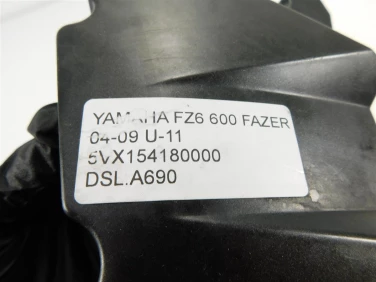 YAMAHA FZ6 600 FAZER
04-09 U-11
5VX154180000
DSL.A690